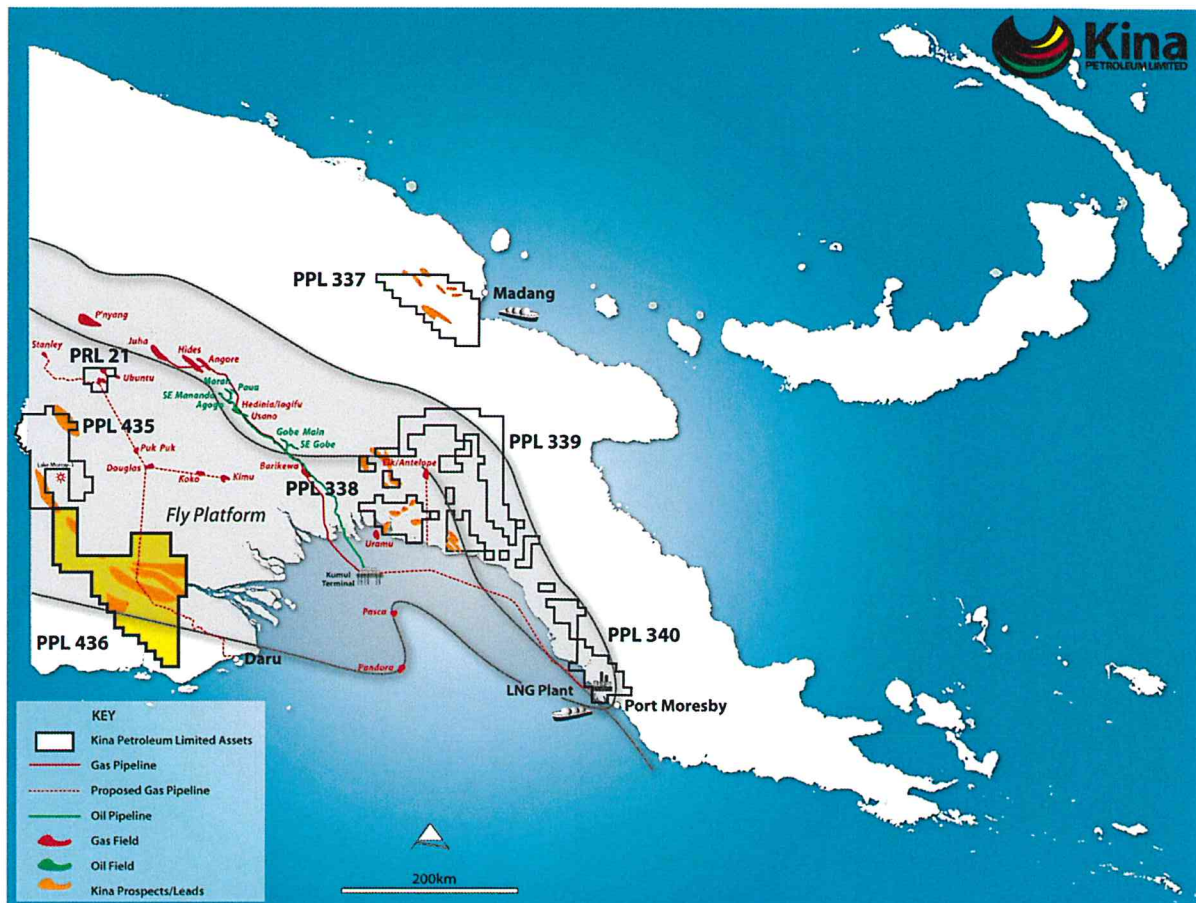 Kina
PETROLEUM LIMITED
PPL 337
Madang
P'nyang
Juha
Hides
Angore
Stanley
PRL 21
Ubuntu
Moran
Paua
SE Mananda
Agogo
Hedinia/Iagifu
Usano
PPL 435
Gobe Main
SE Gobe
PPL 339
Puk Puk
Douglas
Koko
Kimu
Barikewa
PPL 338
Elk/Antelope
Fly Platform
Uramu
Kumul
Terminal
Pasca
PPL 340
PPL 436
Daru
Pandora
LNG Plant
Port Moresby
KEY
Kina Petroleum Limited Assets
Gas Pipeline
Proposed Gas Pipeline
Oil Pipeline
Gas Field
Oil Field
Kina Prospects/Leads
200km